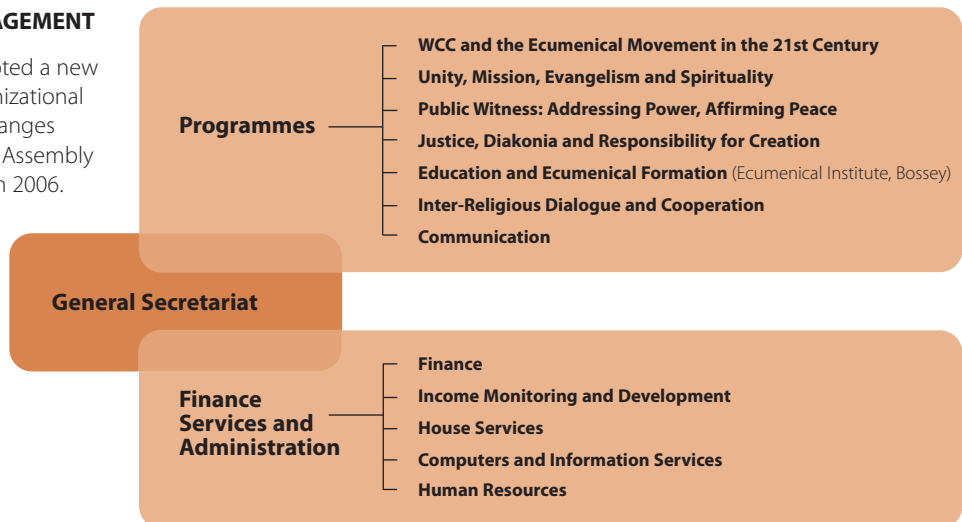 AGEMENT
pted a new
nizational
anges
Assembly
n 2006.
Programmes
WCC and the Ecumenical Movement in the 21st Century
Unity, Mission, Evangelism and Spirituality
Public Witness: Addressing Power, Affirming Peace
Justice, Diakonia and Responsibility for Creation
Education and Ecumenical Formation (Ecumenical Institute, Bossey)
Inter-Religious Dialogue and Cooperation
Communication
General Secretariat
Finance
Services and
Administration
Finance
Income Monitoring and Development
House Services
Computers and Information Services
Human Resources